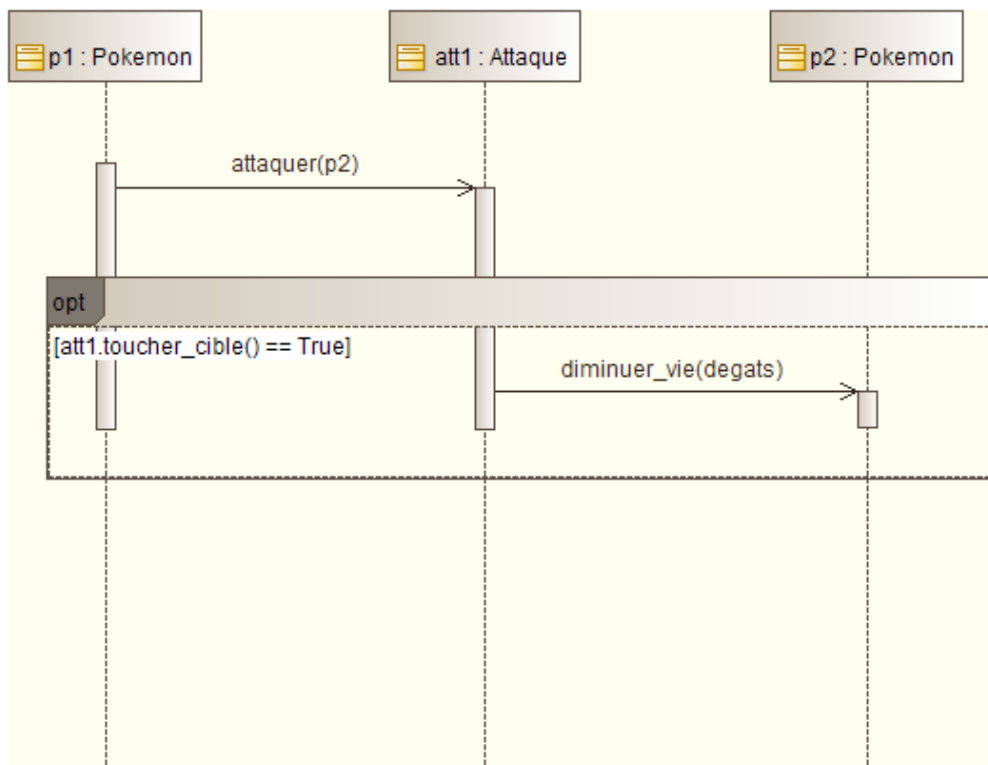 p1 : Pokemon
att1 : Attaque
p2 : Pokemon
attaquer(p2)
opt
[att1.toucher_cible() == True]
diminuer_vie(degats)